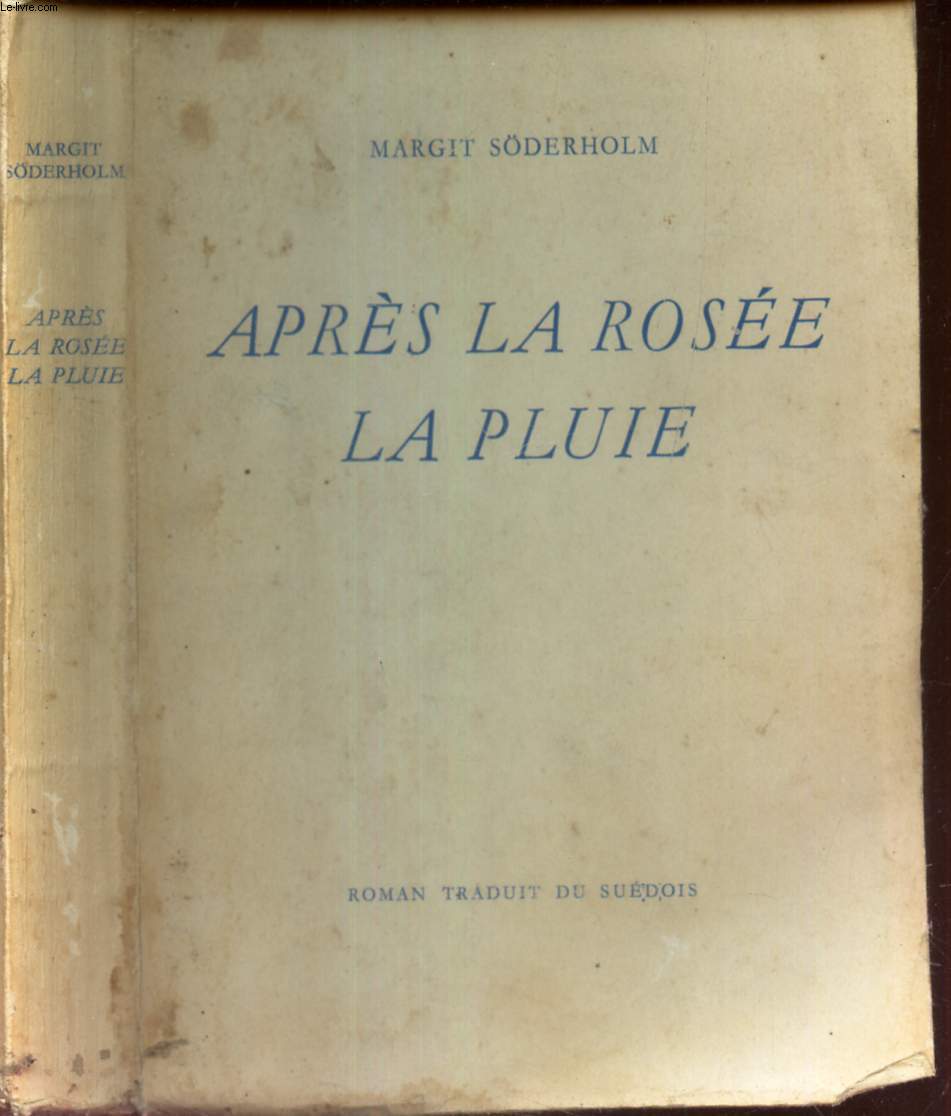 Le-livre.com
MARGIT
SÖDERHOLM
APRÈS
LA ROSÉE
LA PLUIE
MARGIT SÖDERHOLM
APRÈS LA ROSÉE
LA PLUIE
ROMAN TRADUIT DU SUÉDOIS